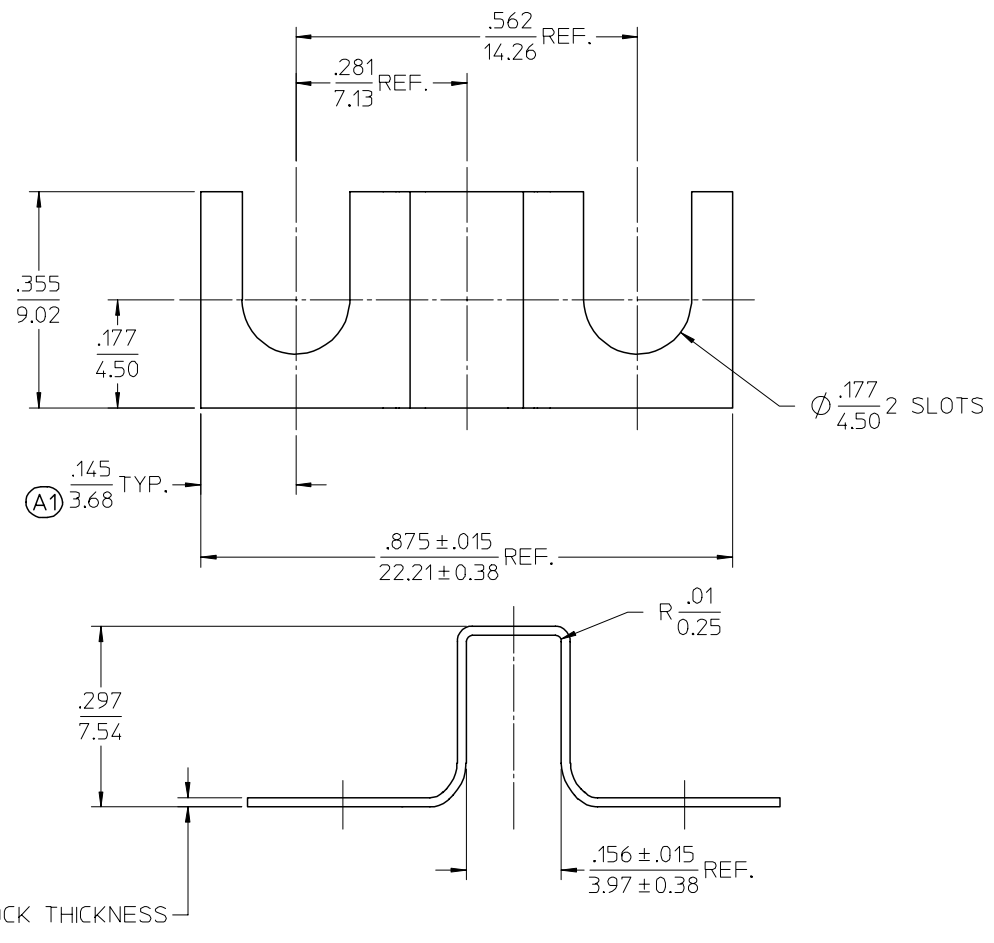 .562
14.26 REF.
.281
7.13 REF.
.355
9.02
.177
4.50
Ø .177
4.50 2 SLOTS
A1 .145
3.68 TYP.
.875±.015
22.21±0.38 REF.
R .01
0.25
.297
7.54
.156±.015
3.97±0.38 REF.
OCK THICKNESS